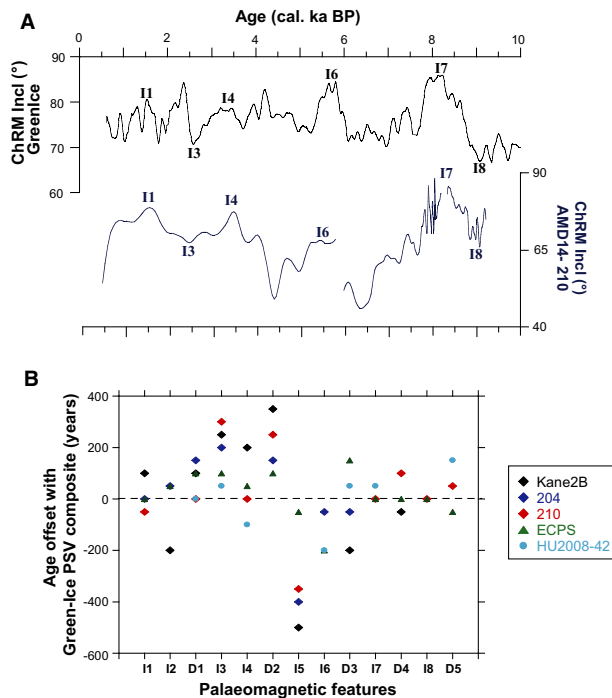 A
Age (cal. ka BP)
0 2 4 6 8 10
90
80
70
60
ChRM Incl (°)
GreenIce
I1
I3
I4
I6
I7
I8
90
65
40
ChRM Incl (°)
AMD14- 210
I1
I3
I4
I6
I7
I8
B
400
200
0
-200
-400
-600
Age offset with
Green-Ice PSV composite (years)
I1 I2 D1 I3 I4 D2 I5 I6 D3 I7 D4 I8 D5
Palaeomagnetic features
Kane2B
204
210
ECPS
HU2008-42